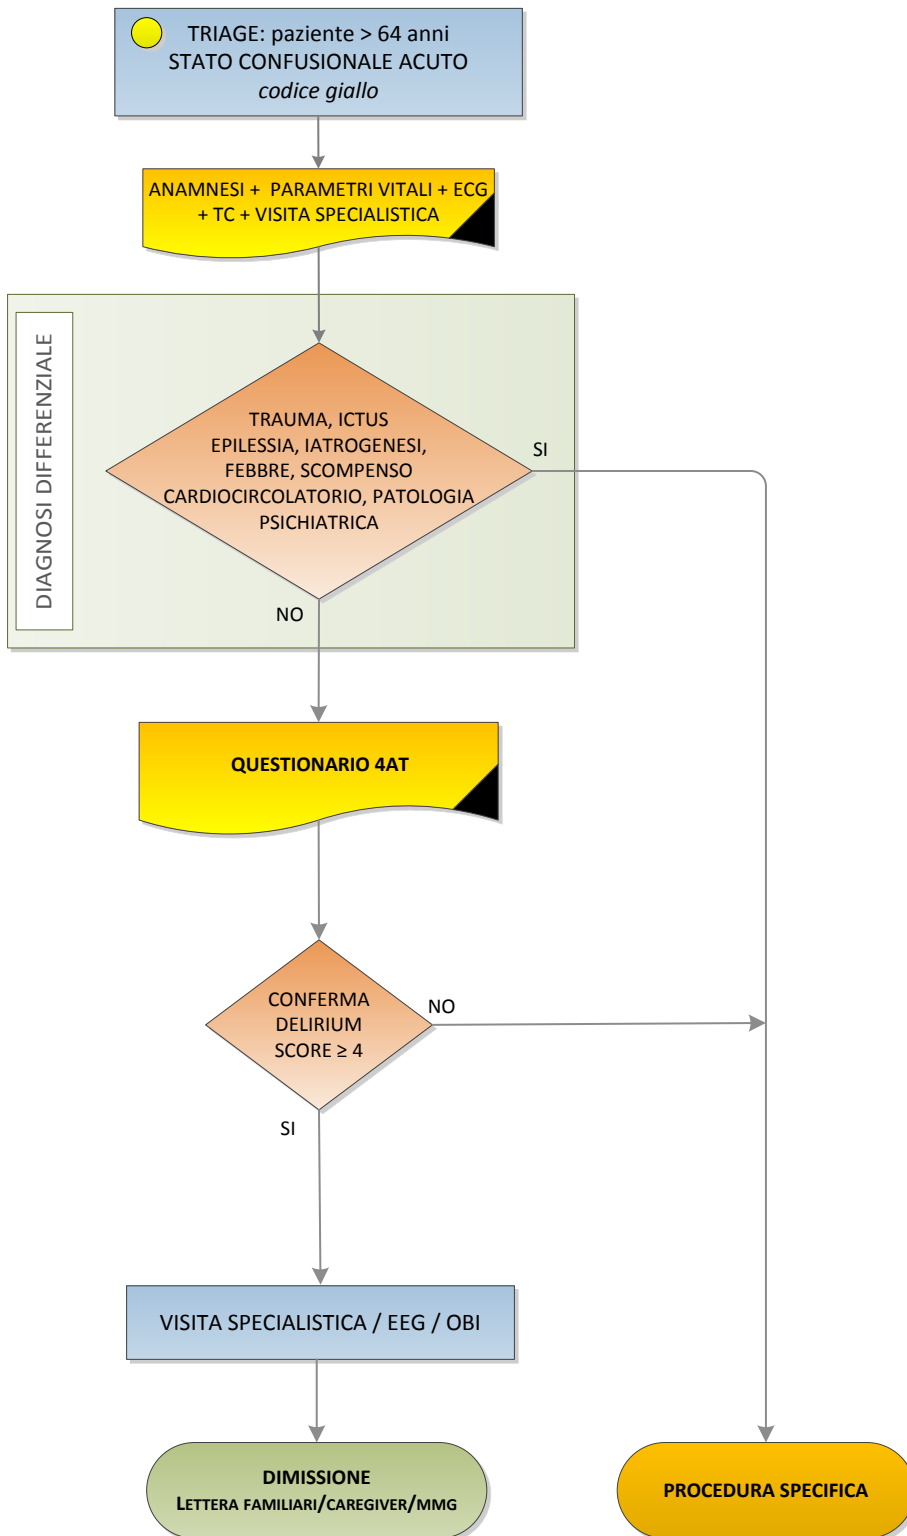 TRIAGE: paziente > 64 anni
STATO CONFUSIONALE ACUTO
codice giallo
ANAMNESI + PARAMETRI VITALI + ECG
+ TC + VISITA SPECIALISTICA
DIAGNOSI DIFFERENZIALE
TRAUMA, ICTUS
EPILESSIA, IATROGENESI,
FEBBRE, SCOMPENSO
CARDIOCIRCOLATORIO, PATOLOGIA
PSICHIATRICA
SI
NO
QUESTIONARIO 4AT
CONFERMA
DELIRIUM
SCORE ≥ 4
NO
SI
VISITA SPECIALISTICA / EEG / OBI
DIMISSIONE
LETTERA FAMILIARI/CAREGIVER/MMG
PROCEDURA SPECIFICA